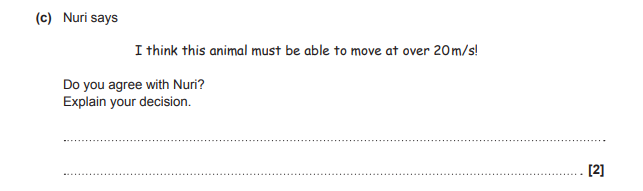 (c) Nuri says
I think this animal must be able to move at over 20 m/s!
Do you agree with Nuri?
Explain your decision.
[2]